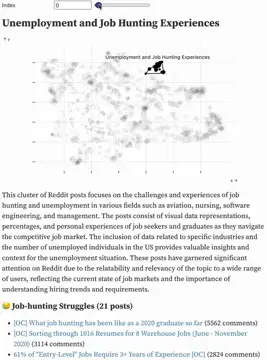 Index
0
Unemployment and Job Hunting Experiences
↑ y
Unemployment and Job Hunting Experiences
x →
This cluster of Reddit posts focuses on the challenges and experiences of job
hunting and unemployment in various fields such as aviation, nursing, software
engineering, and management. The posts consist of visual data representations,
percentages, and personal experiences of job seekers and graduates as they navigate
the competitive job market. The inclusion of data related to specific industries and
the number of unemployed individuals in the US provides valuable insights and
context for the unemployment situation. These posts have garnered significant
attention on Reddit due to the relatability and relevancy of the topic to a wide range
of users, reflecting the current state of job markets and the importance of
understanding hiring trends and requirements.
Job-hunting Struggles (21 posts)
• [OC] What job hunting has been like as a 2020 graduate so far (5562 comments)
• [OC] Sorting through 1016 Resumes for 8 Warehouse Jobs (June - November
2020) (3114 comments)
• 61% of "Entry-Level" Jobs Require 3+ Years of Experience [OC] (2824 comments)